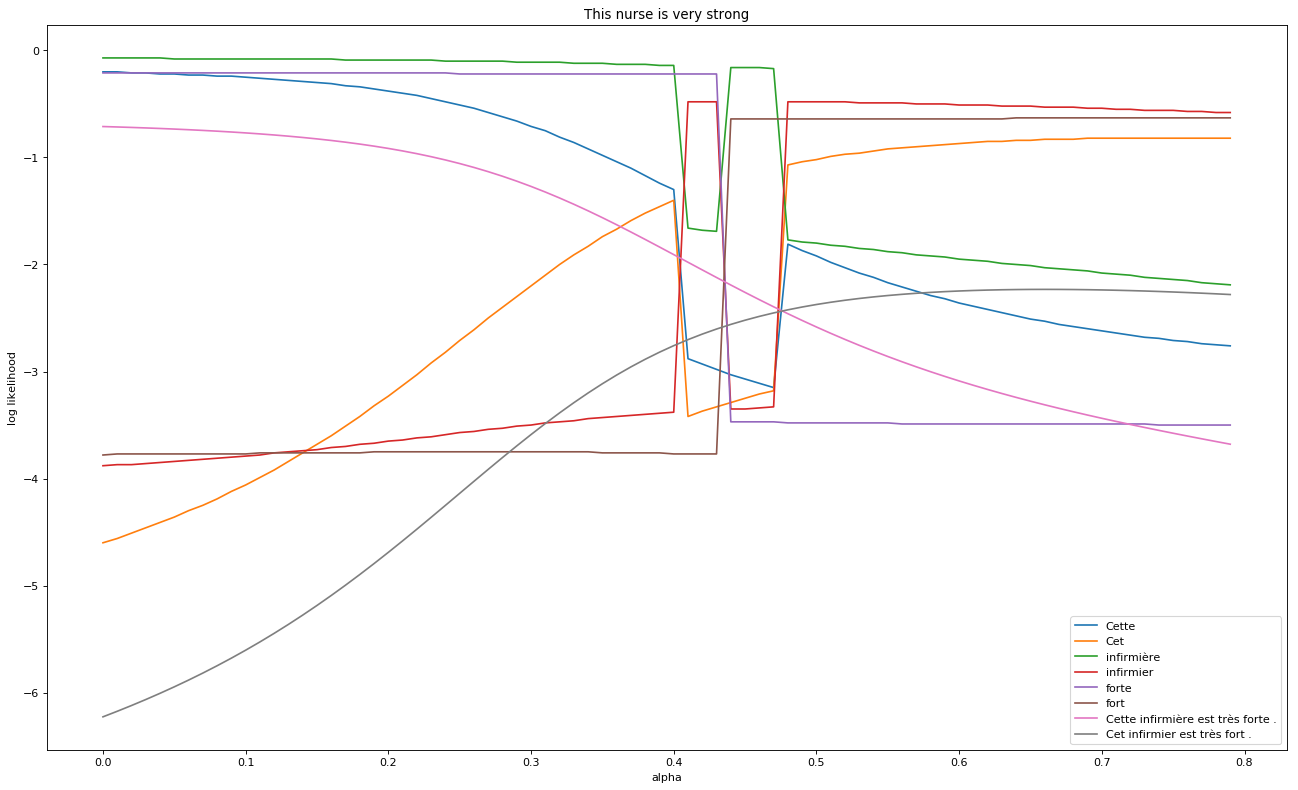 This nurse is very strong
log likelihood
0
−1
−2
−3
−4
−5
−6
0.0 0.1 0.2 0.3 0.4 0.5 0.6 0.7 0.8
alpha
Cette
Cet
infirmière
infirmier
forte
fort
Cette infirmière est très forte .
Cet infirmier est très fort .